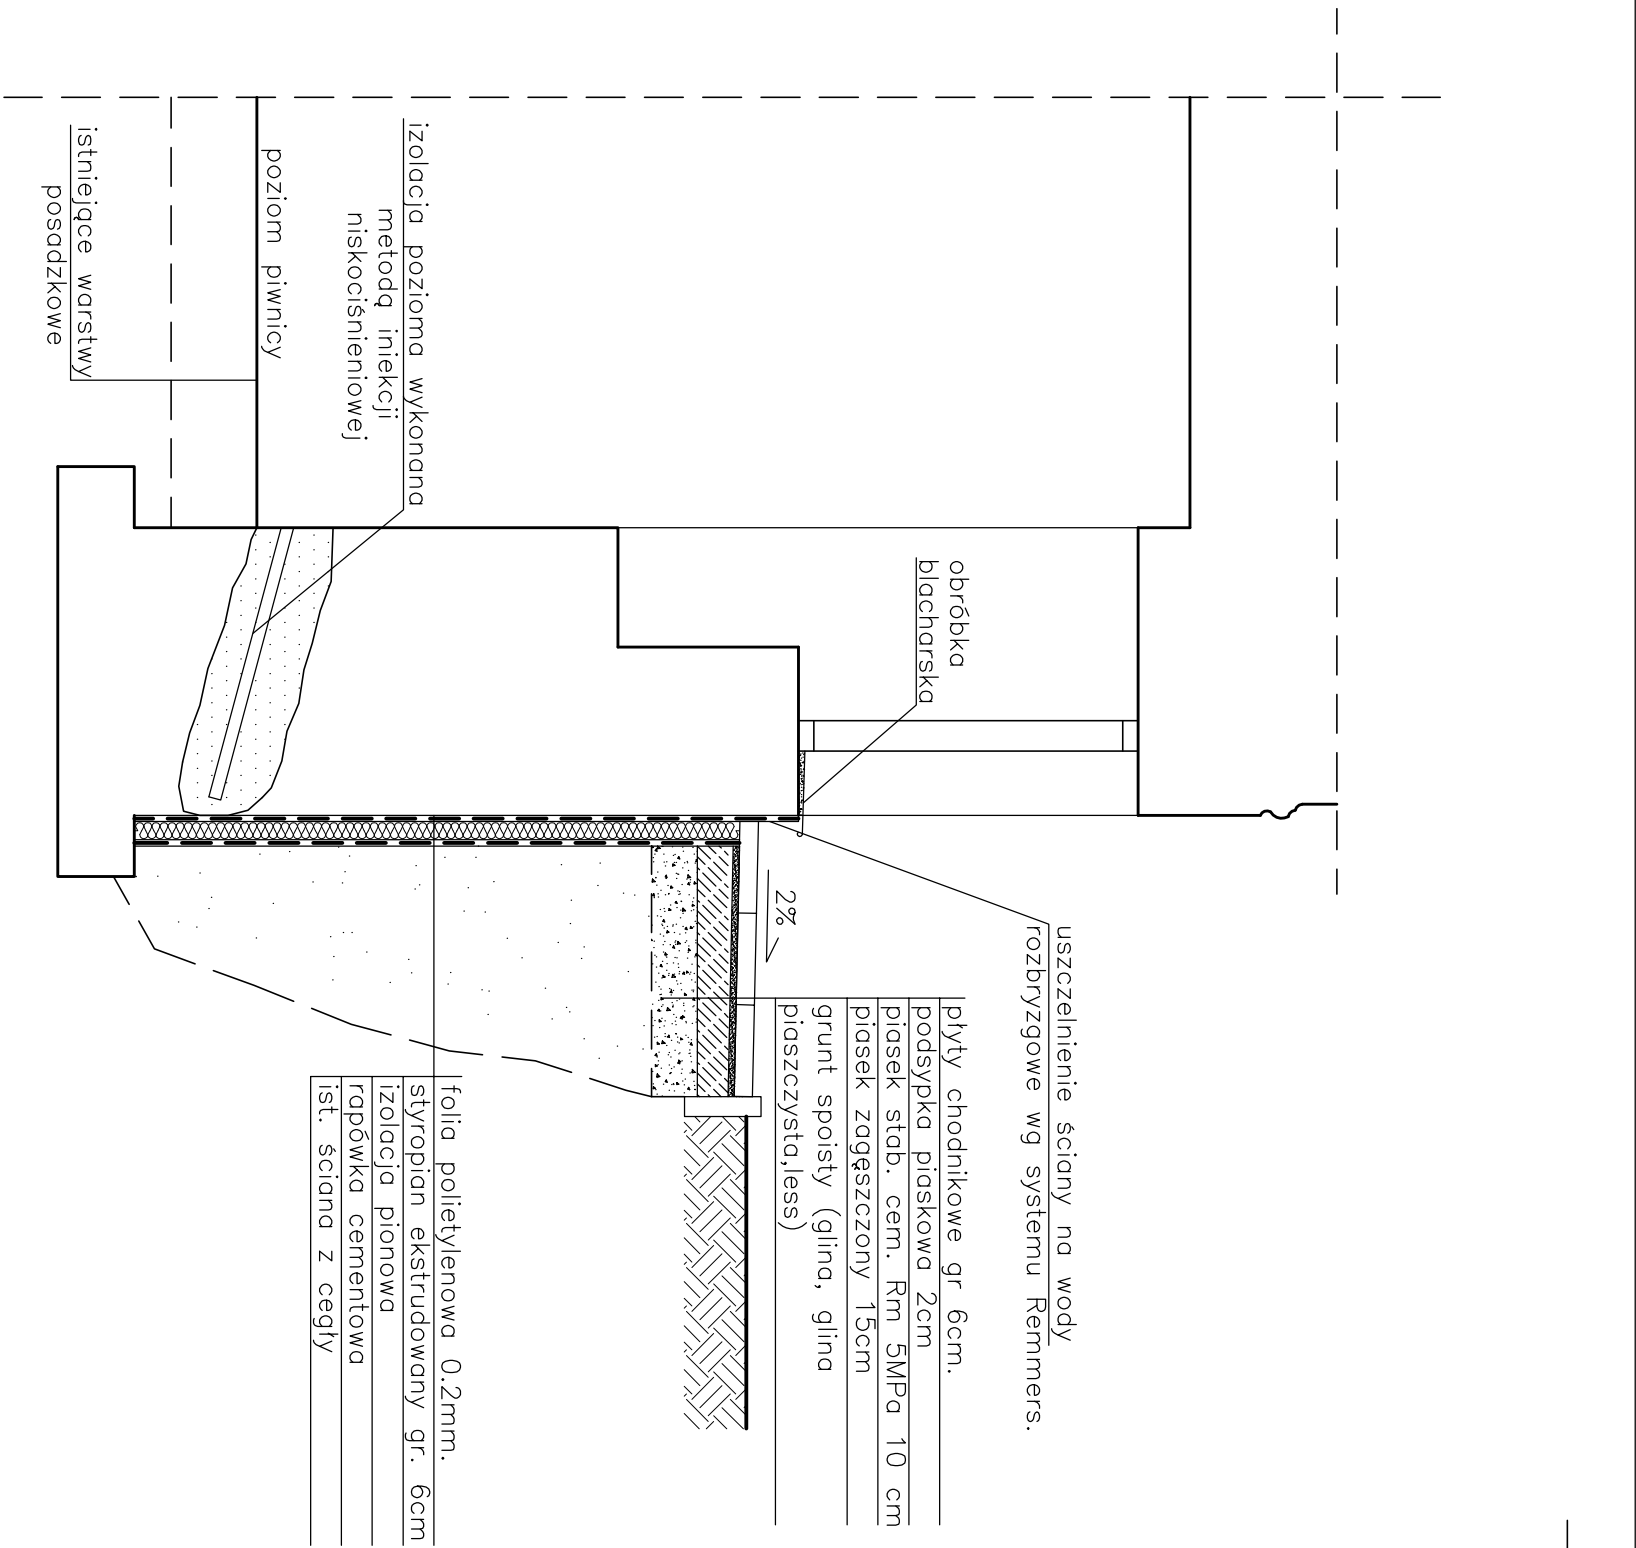 uszczelnienie ściany na wody
rozbryzgowe wg systemu Remmers.
obróbka
blacharska
płyty chodnikowe gr 6cm.
podsypka piaskowa 2cm
piasek stab. cem. Rm 5MPa 10 cm
piasek zagęszczony 15cm
grunt spoisty (glina, glina
piaszczysta,less)
2%
izolacja pozioma wykonana
metodą iniekcji
niskociśnieniowej
poziom piwnicy
istniejące warstwy
posadzkowe
folia polietylenowa 0.2mm.
styropian ekstrudowany gr. 6cm
izolacja pionowa
rapówka cementowa
ist. ściana z cegły